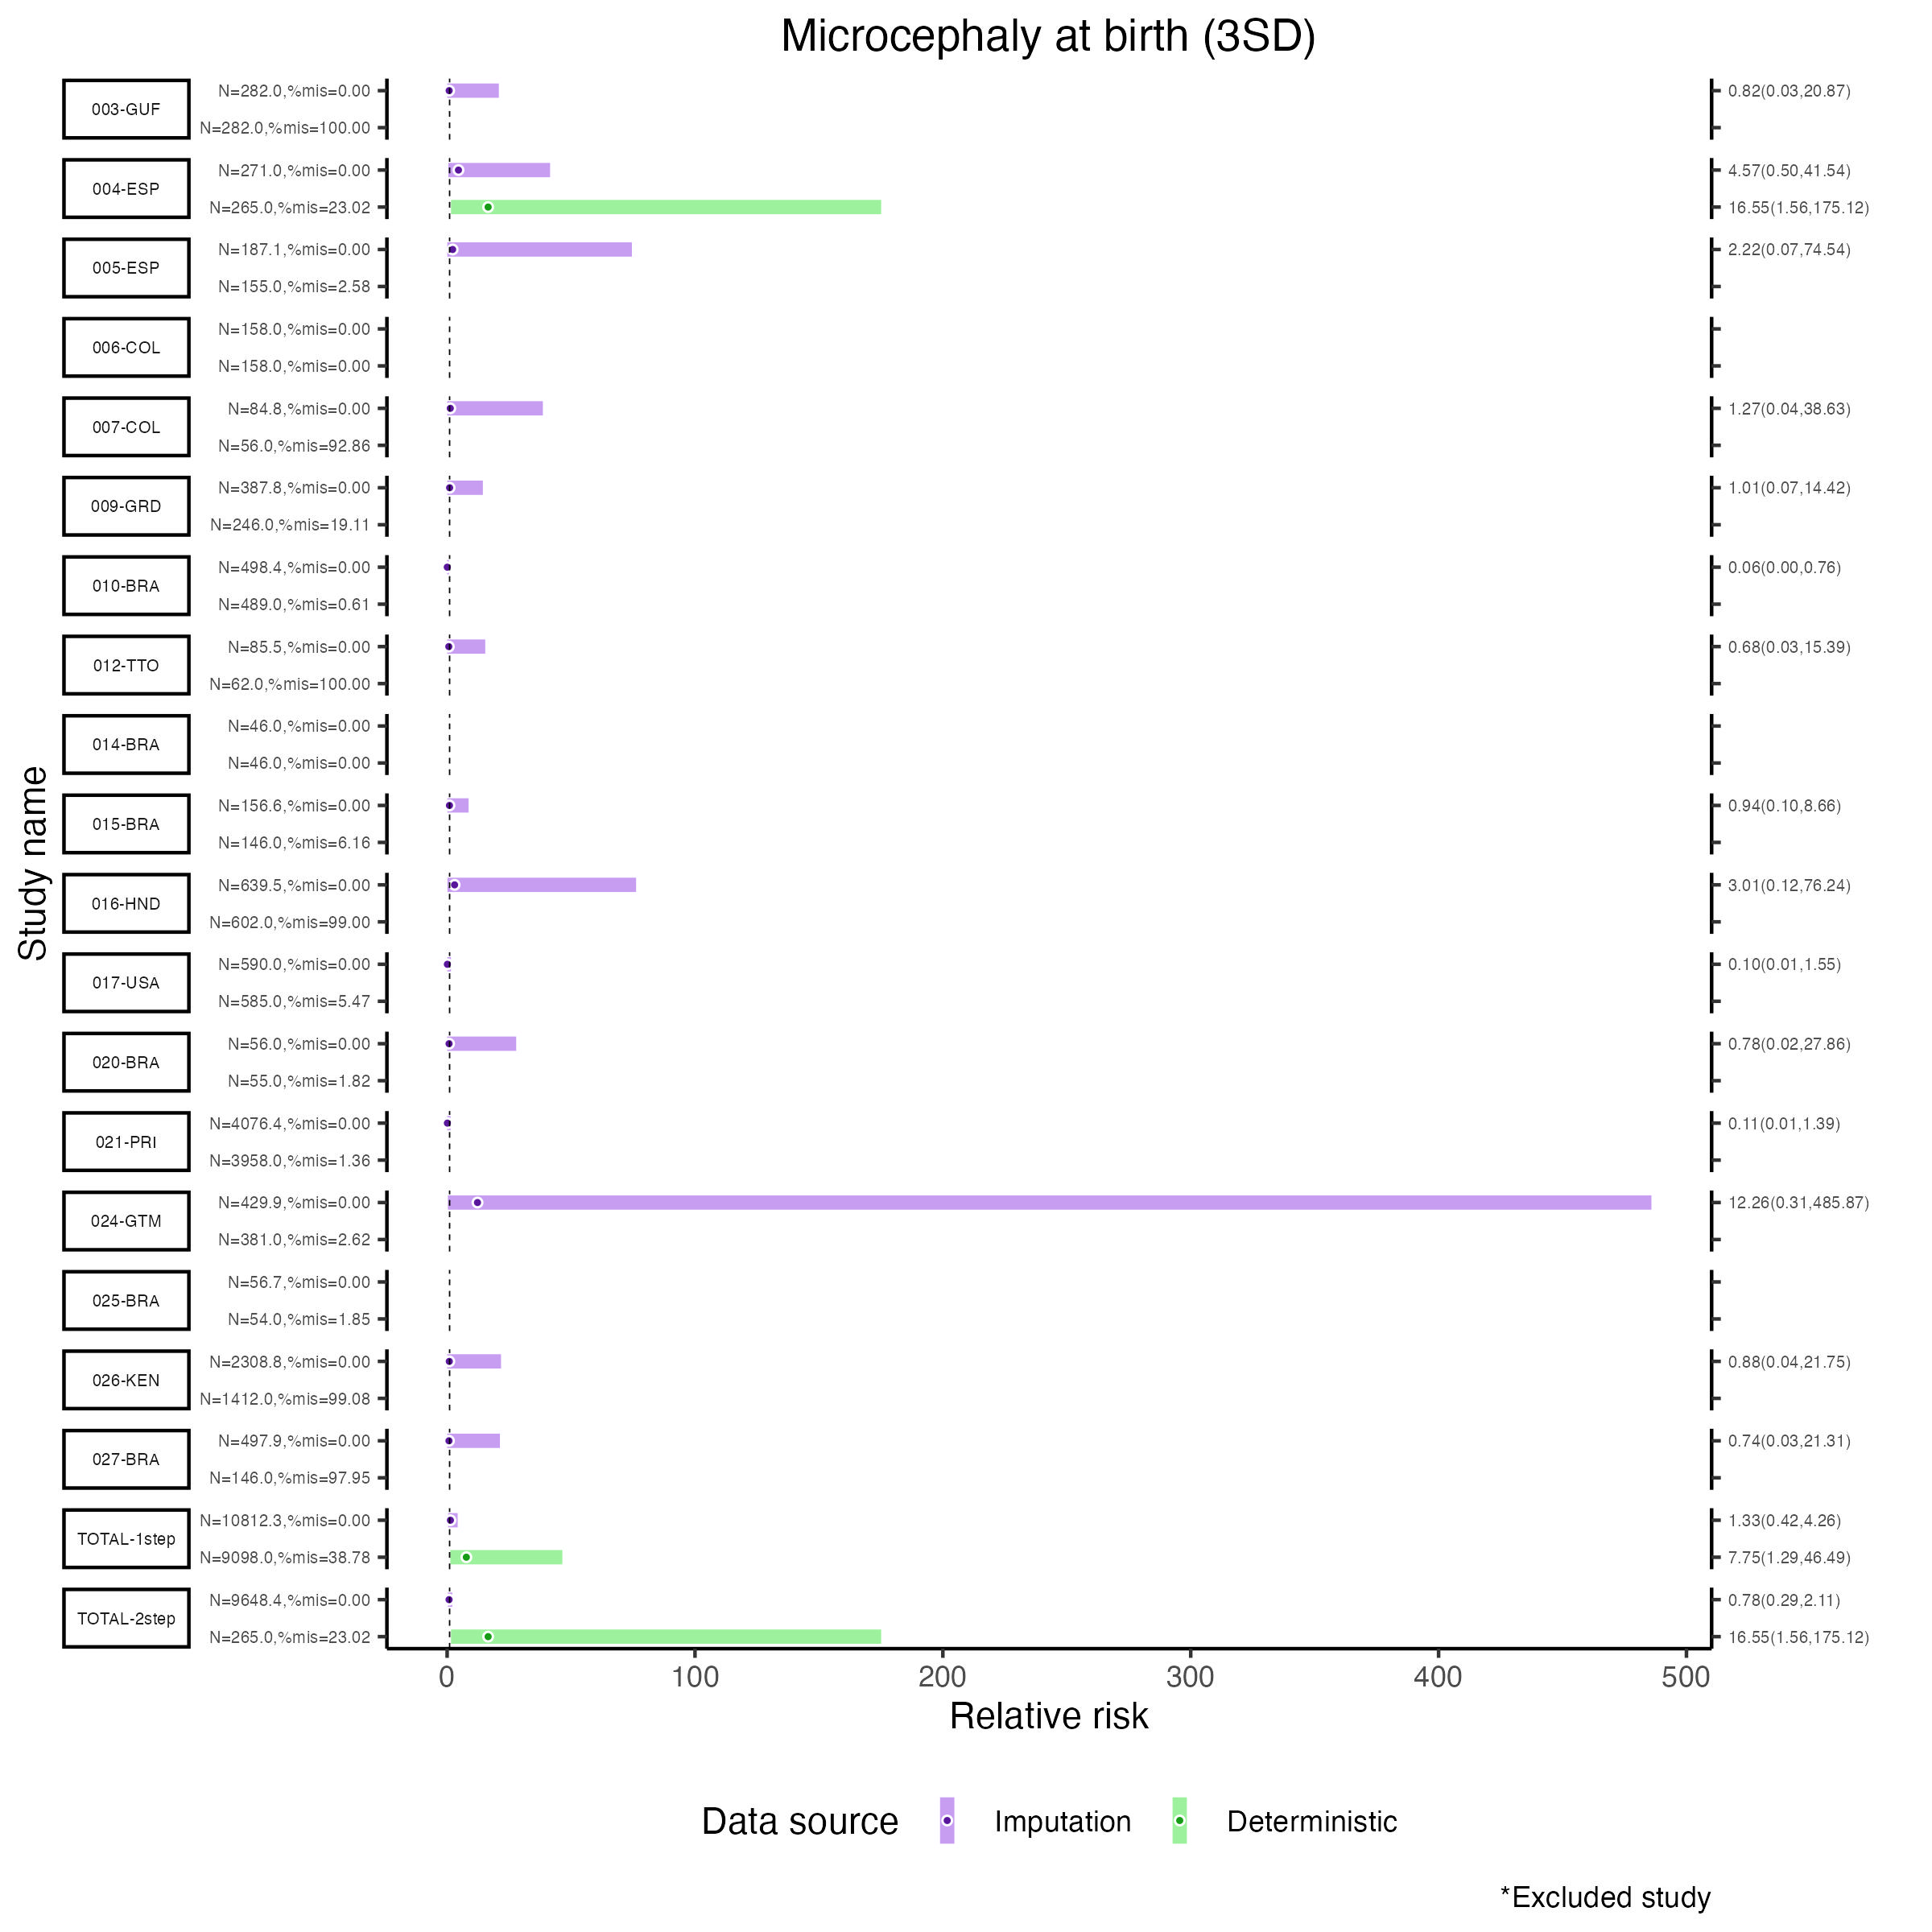 Microcephaly at birth (3SD)
003-GUF
N=282.0,%mis=0.00
0.82(0.03,20.87)
N=282.0,%mis=100.00
004-ESP
N=271.0,%mis=0.00
4.57(0.50,41.54)
N=265.0,%mis=23.02
16.55(1.56,175.12)
005-ESP
N=187.1,%mis=0.00
2.22(0.07,74.54)
N=155.0,%mis=2.58
006-COL
N=158.0,%mis=0.00
N=158.0,%mis=0.00
007-COL
N=84.8,%mis=0.00
1.27(0.04,38.63)
N=56.0,%mis=92.86
009-GRD
N=387.8,%mis=0.00
1.01(0.07,14.42)
N=246.0,%mis=19.11
010-BRA
N=498.4,%mis=0.00
0.06(0.00,0.76)
N=489.0,%mis=0.61
012-TTO
N=85.5,%mis=0.00
0.68(0.03,15.39)
N=62.0,%mis=100.00
014-BRA
N=46.0,%mis=0.00
N=46.0,%mis=0.00
015-BRA
N=156.6,%mis=0.00
0.94(0.10,8.66)
N=146.0,%mis=6.16
016-HND
N=639.5,%mis=0.00
3.01(0.12,76.24)
N=602.0,%mis=99.00
017-USA
N=590.0,%mis=0.00
0.10(0.01,1.55)
N=585.0,%mis=5.47
020-BRA
N=56.0,%mis=0.00
0.78(0.02,27.86)
N=55.0,%mis=1.82
021-PRI
N=4076.4,%mis=0.00
0.11(0.01,1.39)
N=3958.0,%mis=1.36
024-GTM
N=429.9,%mis=0.00
12.26(0.31,485.87)
N=381.0,%mis=2.62
025-BRA
N=56.7,%mis=0.00
N=54.0,%mis=1.85
026-KEN
N=2308.8,%mis=0.00
0.88(0.04,21.75)
N=1412.0,%mis=99.08
027-BRA
N=497.9,%mis=0.00
0.74(0.03,21.31)
N=146.0,%mis=97.95
TOTAL-1step
N=10812.3,%mis=0.00
1.33(0.42,4.26)
N=9098.0,%mis=38.78
7.75(1.29,46.49)
TOTAL-2step
N=9648.4,%mis=0.00
0.78(0.29,2.11)
N=265.0,%mis=23.02
16.55(1.56,175.12)
Study name
0 100 200 300 400 500
Relative risk
Data source Imputation Deterministic
*Excluded study